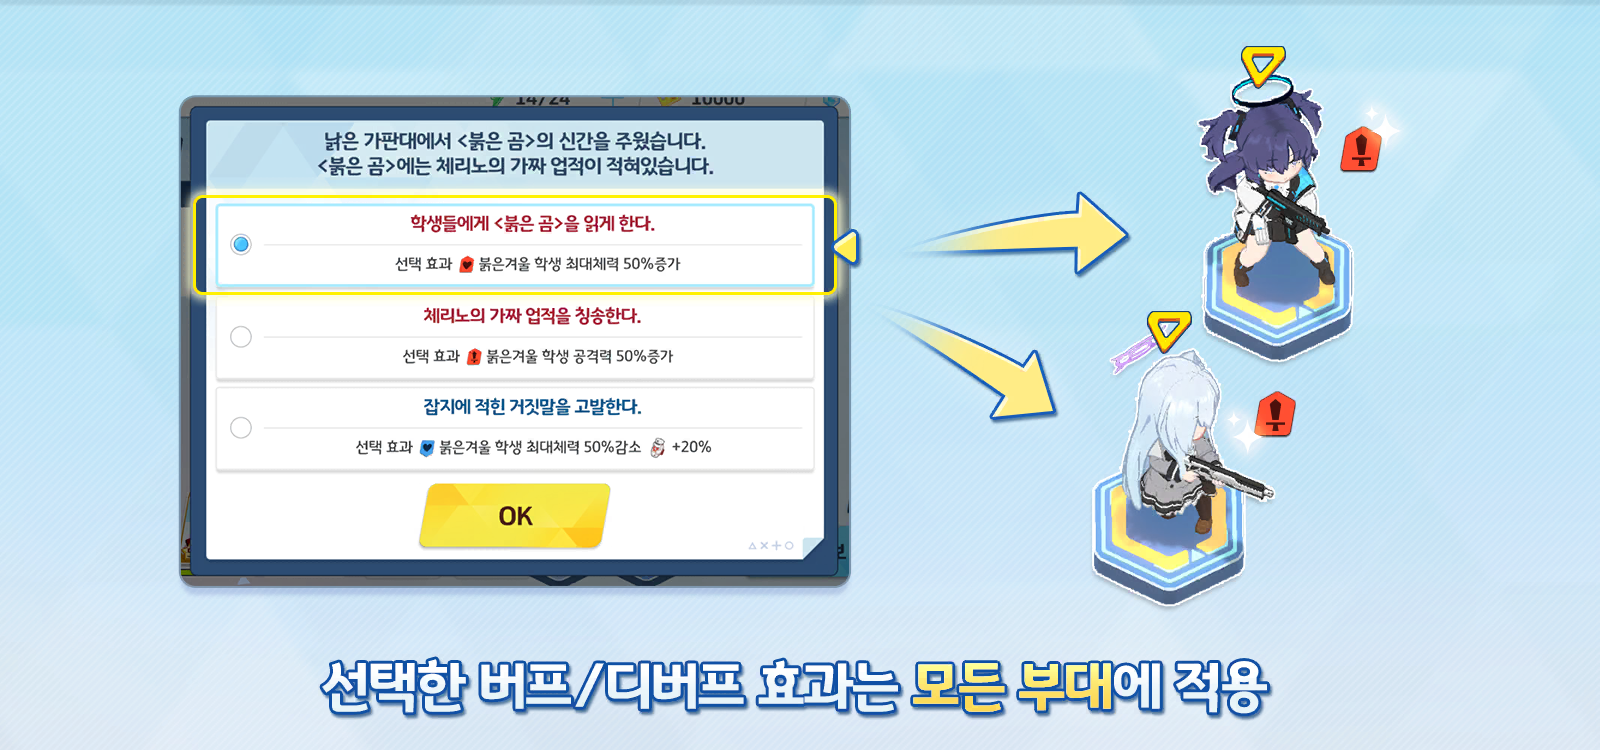 14/24 10000
낡은 가판대에서 <붉은 곰>의 신간을 주웠습니다.
<붉은 곰>에는 체리노의 가짜 업적이 적혀있습니다.
학생들에게 <붉은 곰>을 읽게 한다.
선택 효과 붉은겨울 학생 최대체력 50%증가
체리노의 가짜 업적을 칭송한다.
선택 효과 붉은겨울 학생 공격력 50%증가
잡지에 적힌 거짓말을 고발한다.
선택 효과 붉은겨울 학생 최대체력 50%감소 +20%
OK
선택한 버프/디버프 효과는 모든 부대에 적용